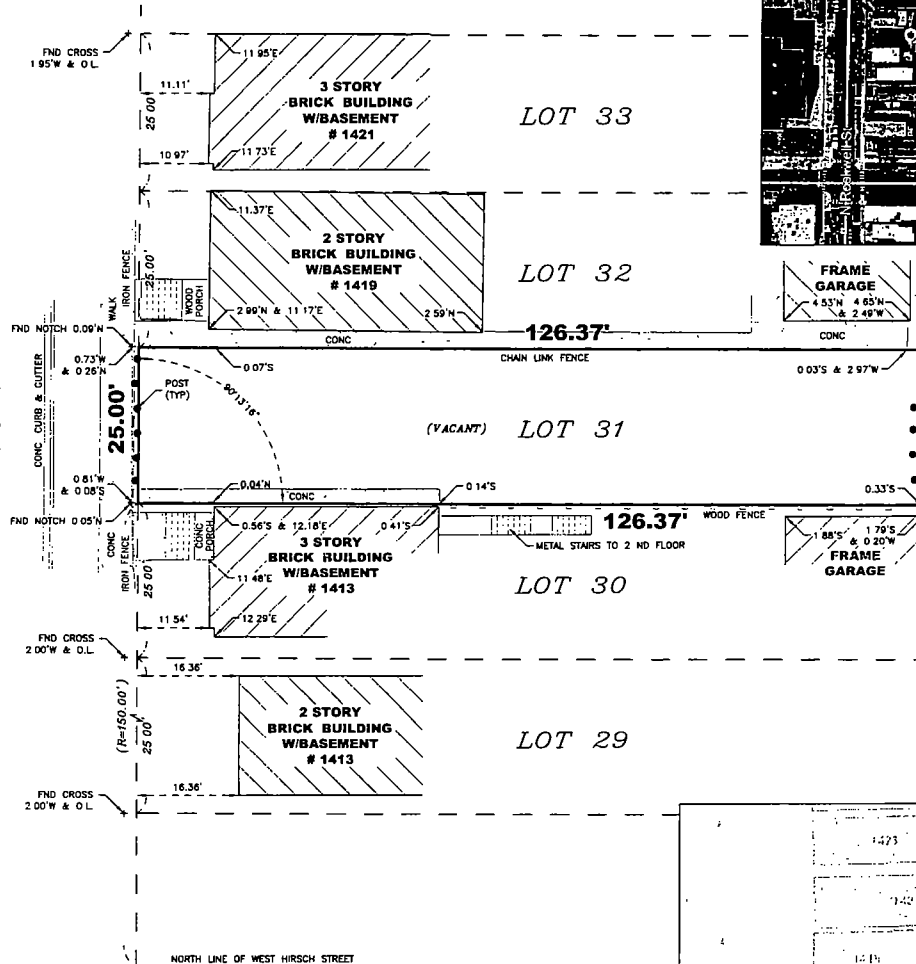 FND CROSS
1.95'W & O.L.
11.95'E
11.11'
25.00
3 STORY
BRICK BUILDING
W/BASEMENT
# 1421
LOT 33
10.97'
11.73'E
N Rockwell St
11.37'E
2 STORY
BRICK BUILDING
W/BASEMENT
# 1419
LOT 32
25.00'
IRON FENCE
WALK
WOOD
PORCH
2.99'N & 11.17'E
2.59'N
FRAME
GARAGE
4.53'N 4.65'N
& 2.49'W
FND NOTCH 0.09'N
CONC
126.37'
CONC
CHAIN LINK FENCE
0.73'W
& 0.26'N
0.07'S
0.03'S & 2.97'W
CONC CURB & GUTTER
25.00'
POST
(TYP)
90°13'16"
(VACANT)
LOT 31
0.81'W
& 0.08'S
0.04'N
CONC
0.14'S
0.33'S
FND NOTCH 0.05'N
0.56'S & 12.18'E
0.41'S
126.37'
WOOD FENCE
CONC
IRON FENCE
CONC
PORCH
3 STORY
BRICK BUILDING
W/BASEMENT
# 1413
METAL STAIRS TO 2 ND FLOOR
1.88'S
1.79'S
& 0.20'W
FRAME
GARAGE
11.48'E
25.00
LOT 30
11.54'
12.29'E
FND CROSS
2.00'W & O.L.
16.36'
(R=150.00')
25.00'
2 STORY
BRICK BUILDING
W/BASEMENT
# 1413
LOT 29
16.36'
FND CROSS
2.00'W & O.L.
1423
NORTH LINE OF WEST HIRSCH STREET